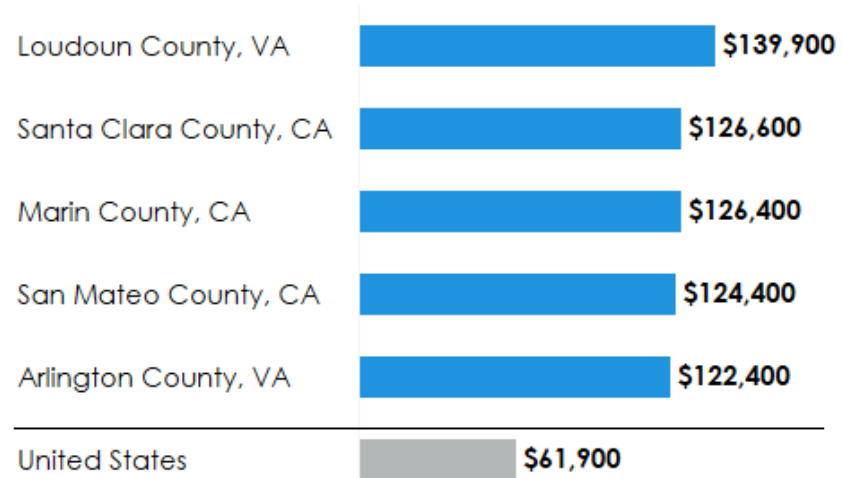 Loudoun County, VA $139,900
Santa Clara County, CA $126,600
Marin County, CA $126,400
San Mateo County, CA $124,400
Arlington County, VA $122,400
United States $61,900